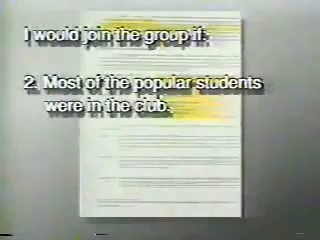 I would join the group if:
2. Most of the popular students
were in the club.